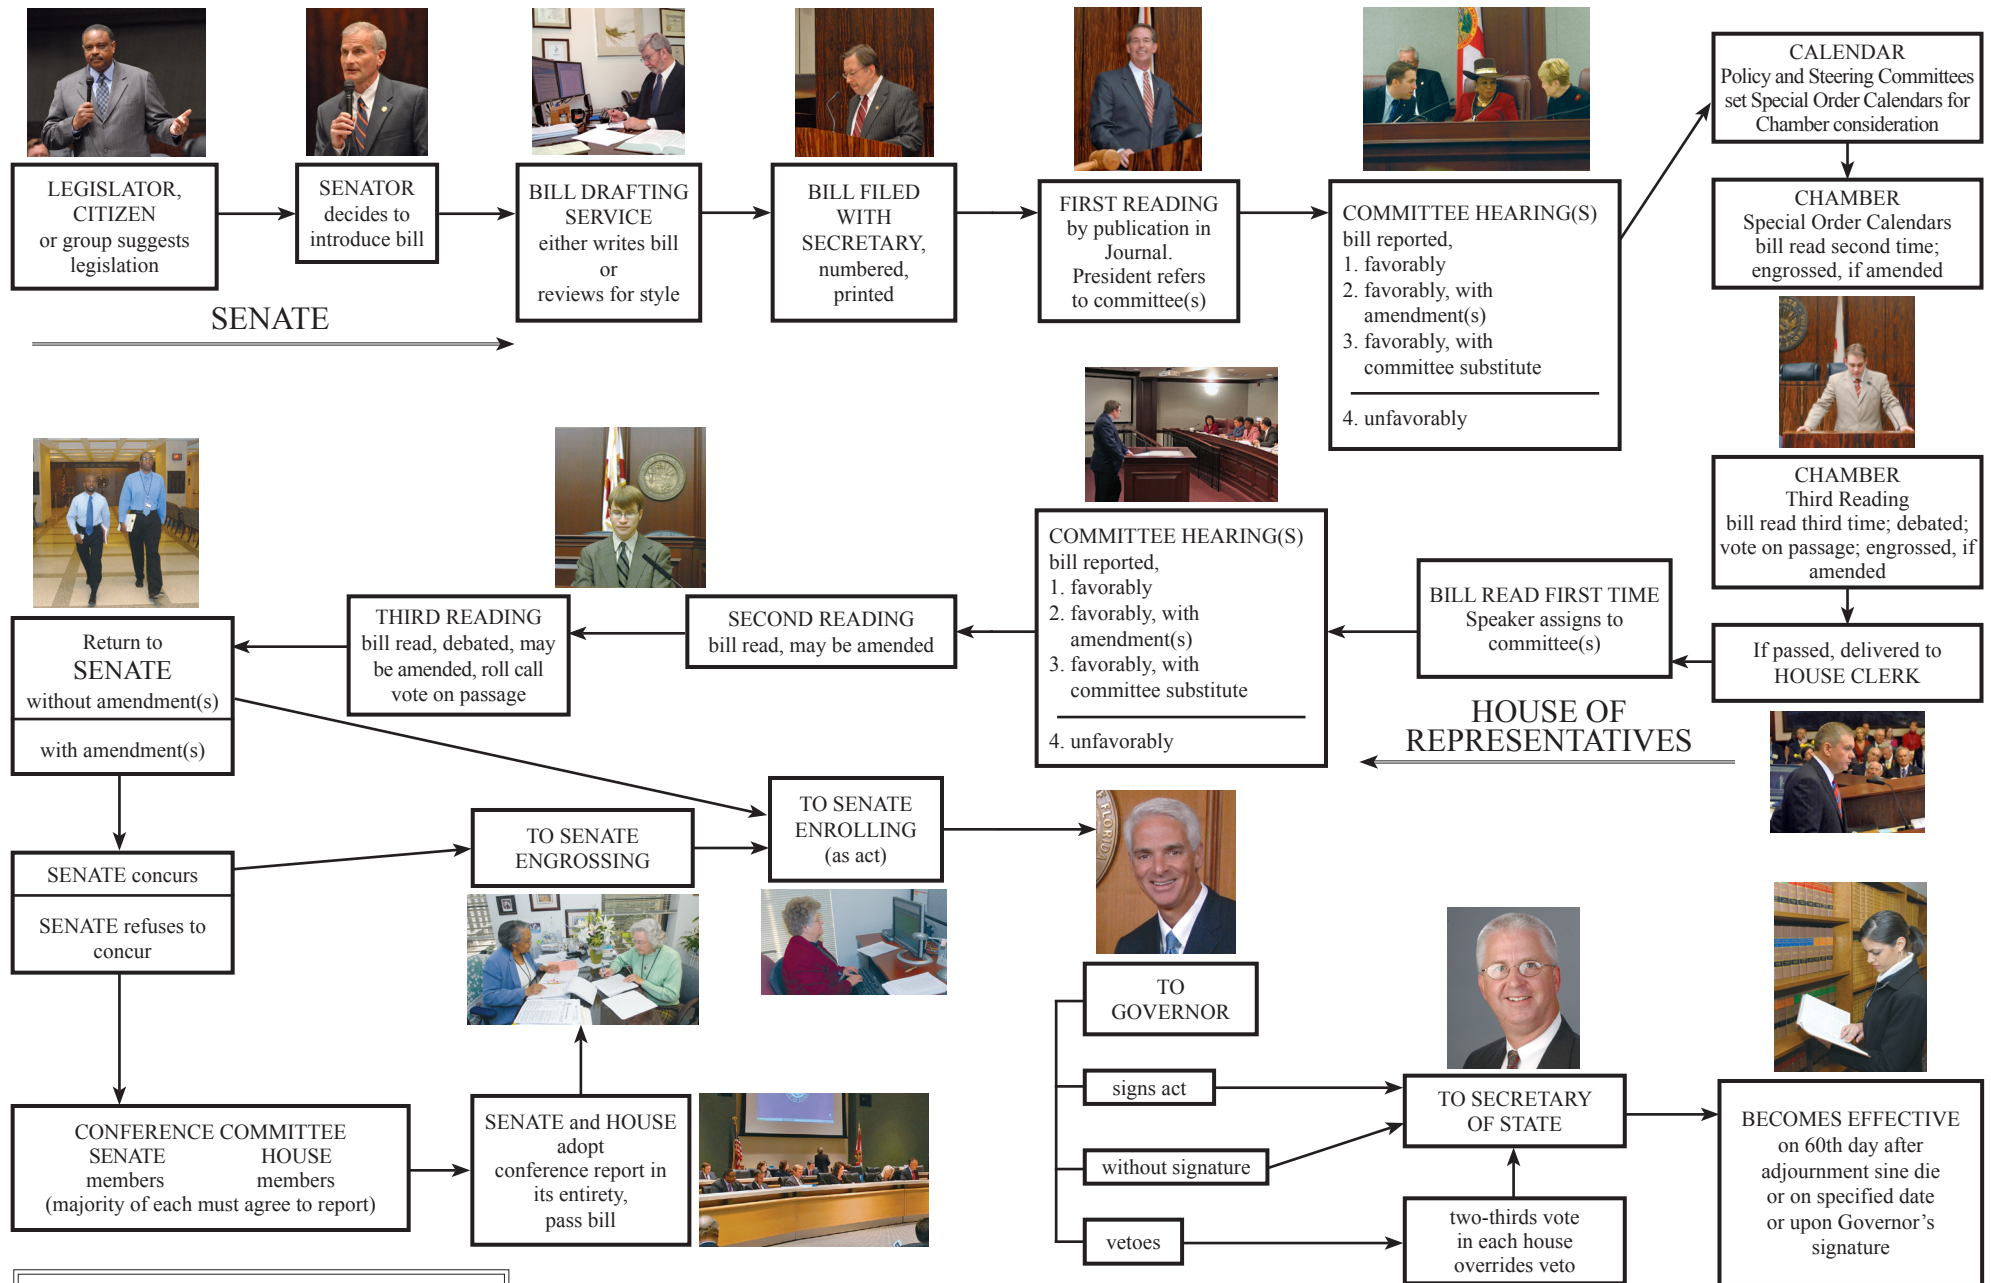 LEGISLATOR,
CITIZEN
or group suggests
legislation
SENATOR
decides to
introduce bill
BILL DRAFTING
SERVICE
either writes bill
or
reviews for style
BILL FILED
WITH
SECRETARY,
numbered,
printed
FIRST READING
by publication in
Journal.
President refers
to committee(s)
COMMITTEE HEARING(S)
bill reported,
1. favorably
2. favorably, with
amendment(s)
3. favorably, with
committee substitute
4. unfavorably
CALENDAR
Policy and Steering Committees
set Special Order Calendars for
Chamber consideration
CHAMBER
Special Order Calendars
bill read second time;
engrossed, if amended
SENATE
CHAMBER
Third Reading
bill read third time; debated;
vote on passage; engrossed, if
amended
If passed, delivered to
HOUSE CLERK
HOUSE OF
REPRESENTATIVES
BILL READ FIRST TIME
Speaker assigns to
committee(s)
COMMITTEE HEARING(S)
bill reported,
1. favorably
2. favorably, with
amendment(s)
3. favorably, with
committee substitute
4. unfavorably
SECOND READING
bill read, may be amended
THIRD READING
bill read, debated, may
be amended, roll call
vote on passage
Return to
SENATE
without amendment(s)
with amendment(s)
SENATE concurs
SENATE refuses to
concur
TO SENATE
ENGROSSING
TO SENATE
ENROLLING
(as act)
CONFERENCE COMMITTEE
SENATE HOUSE
members members
(majority of each must agree to report)
SENATE and HOUSE
adopt
conference report in
its entirety,
pass bill
FLORIDA
TO
GOVERNOR
signs act
without signature
vetoes
TO SECRETARY
OF STATE
two-thirds vote
in each house
overrides veto
BECOMES EFFECTIVE
on 60th day after
adjournment sine die
or on specified date
or upon Governor’s
signature